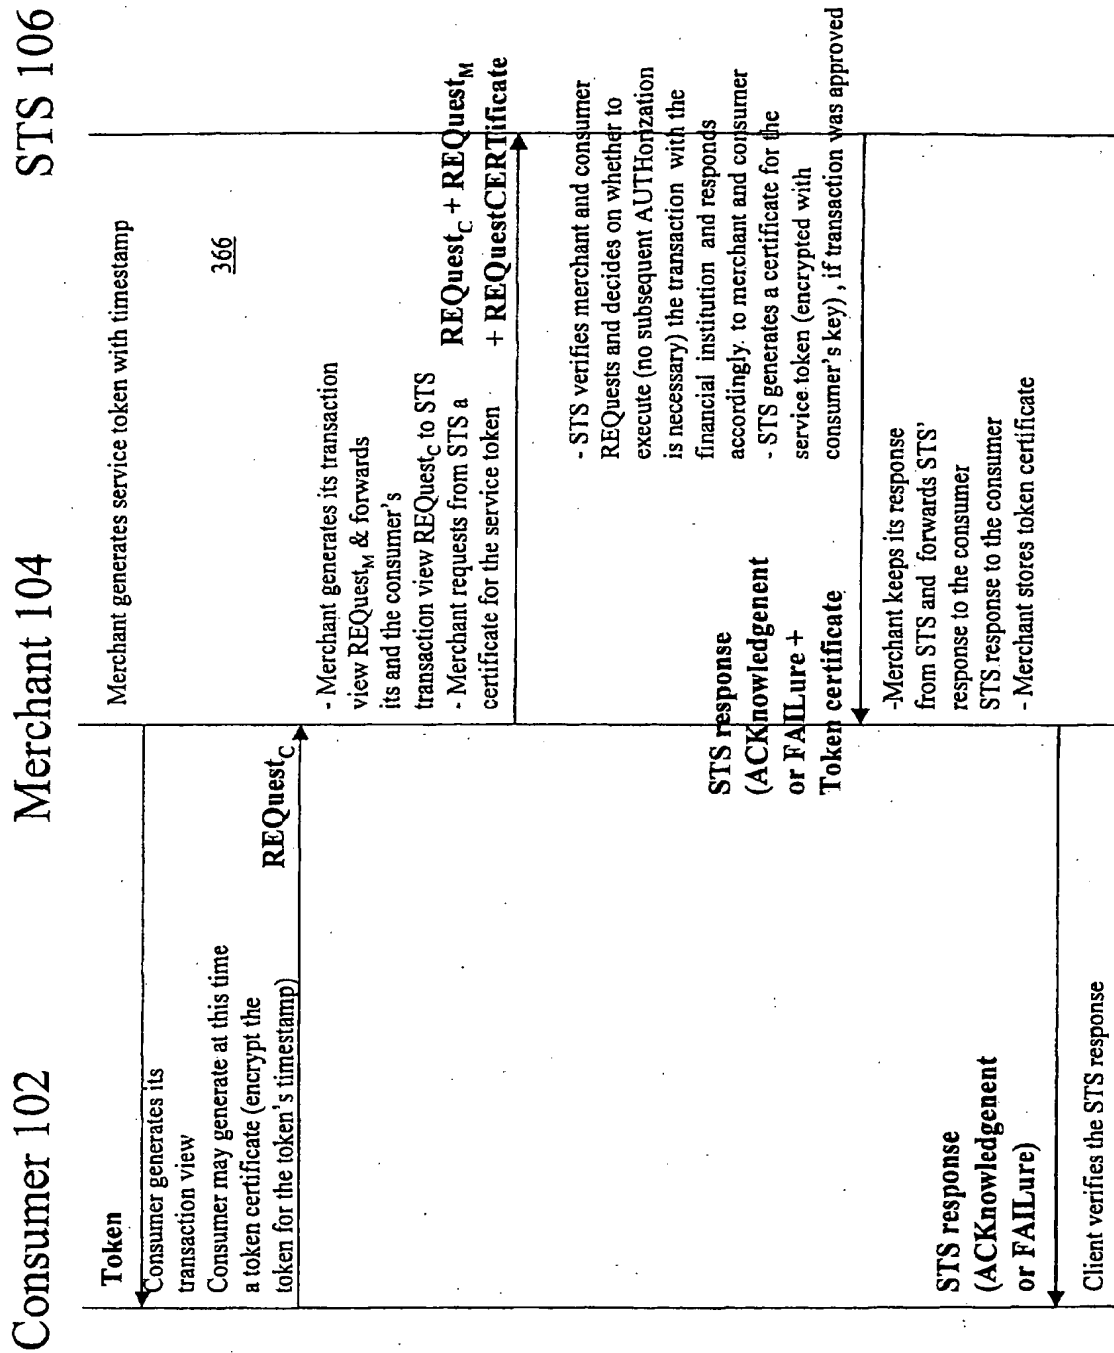 Consumer 102
Merchant 104
STS 106
Merchant generates service token with timestamp
Token
366
Consumer generates its
transaction view
Consumer may generate at this time
a token certificate (encrypt the
token for the token's timestamp)
REQuestC
- Merchant generates its transaction
view REQuestM & forwards
its and the consumer's
transaction view REQuestC to STS
- Merchant requests from STS a
certificate for the service token
REQuestC + REQuestM
+ REQuestCERTificate
- STS verifies merchant and consumer
REQuests and decides on whether to
execute (no subsequent AUTHorization
is necessary) the transaction with the
financial institution and responds
accordingly. to merchant and consumer
- STS generates a certificate for the
service token (encrypted with
consumer's key) , if transaction was approved
STS response
(ACKnowledgenent
or FAILure +
Token certificate
-Merchant keeps its response
from STS and forwards STS'
response to the consumer
STS response to the consumer
- Merchant stores token certificate
STS response
(ACKnowledgenent
or FAILure)
Client verifies the STS response